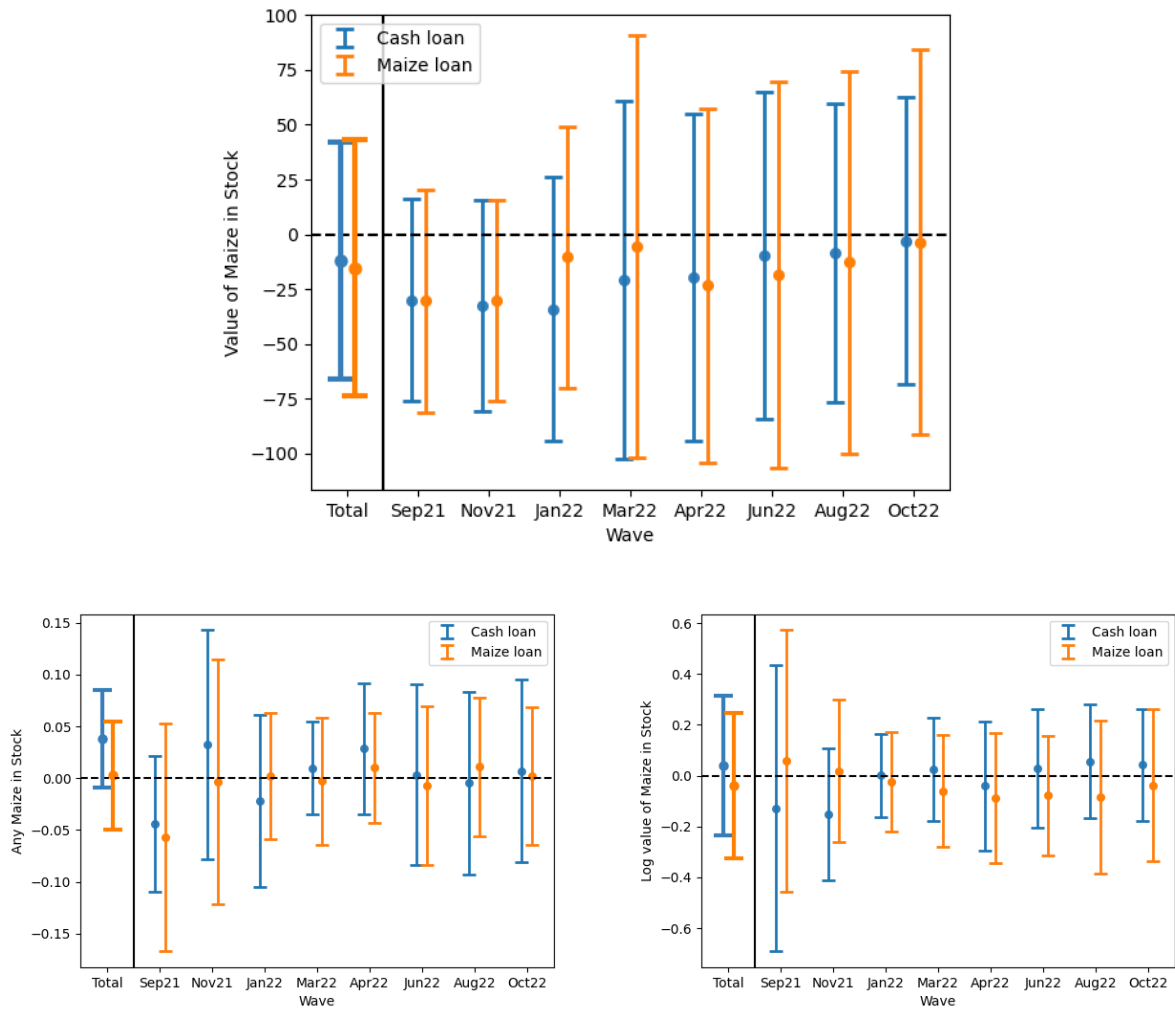 100
75
50
25
0
−25
−50
−75
−100
Value of Maize in Stock
Cash loan
Maize loan
Total Sep21 Nov21 Jan22 Mar22 Apr22 Jun22 Aug22 Oct22
Wave
0.15
0.10
0.05
0.00
−0.05
−0.10
−0.15
Any Maize in Stock
Cash loan
Maize loan
Total Sep21 Nov21 Jan22 Mar22 Apr22 Jun22 Aug22 Oct22
Wave
0.6
0.4
0.2
0.0
−0.2
−0.4
−0.6
Log value of Maize in Stock
Cash loan
Maize loan
Total Sep21 Nov21 Jan22 Mar22 Apr22 Jun22 Aug22 Oct22
Wave